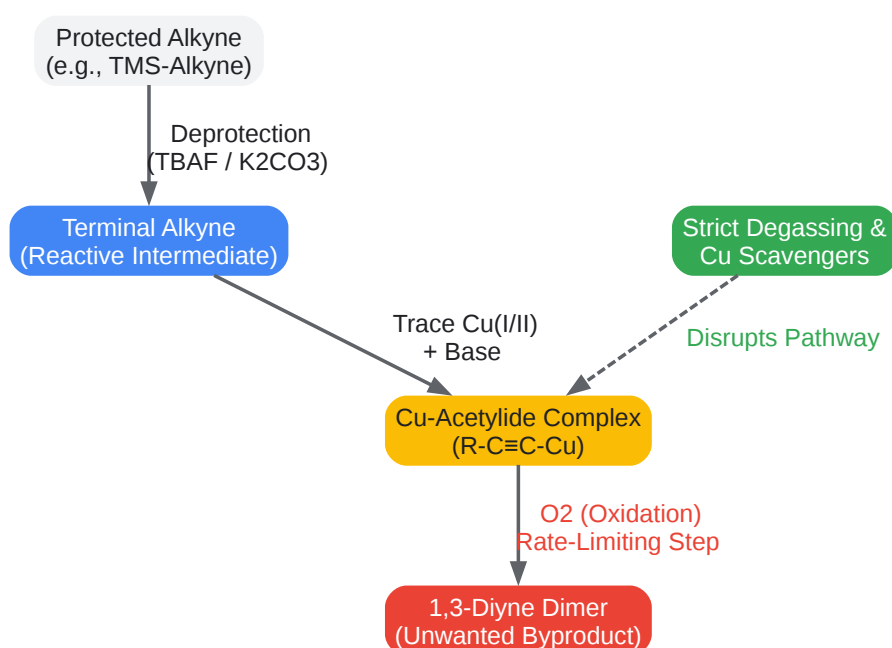 Protected Alkyne
(e.g., TMS-Alkyne)
Deprotection
(TBAF / K2CO3)
Terminal Alkyne
(Reactive Intermediate)
Strict Degassing &
Cu Scavengers
Trace Cu(I/II)
+ Base
Disrupts Pathway
Cu-Acetylide Complex
(R-C≡C-Cu)
O2 (Oxidation)
Rate-Limiting Step
1,3-Diyne Dimer
(Unwanted Byproduct)